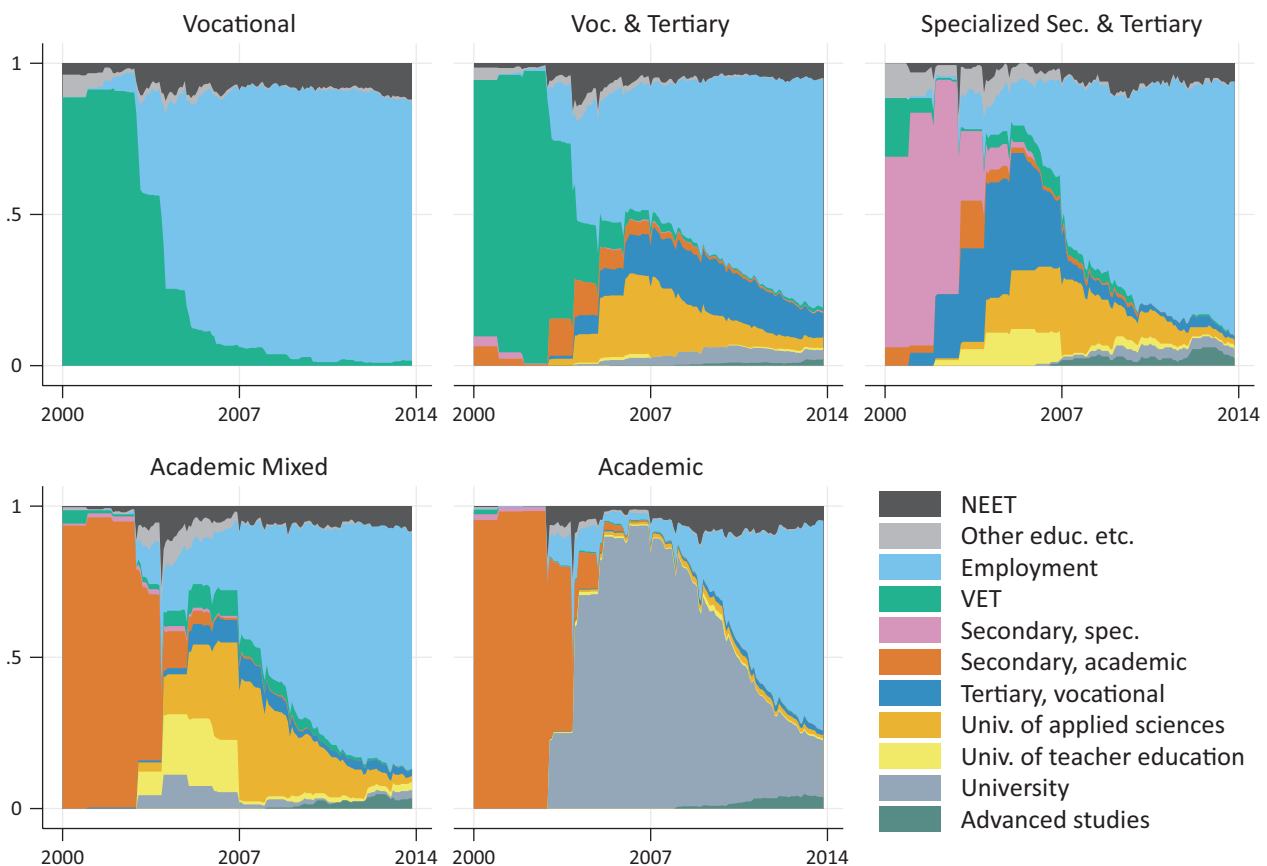 Vocational
Voc. & Tertiary
Specialized Sec. & Tertiary
1
.5
0
2000 2007 2014
2000 2007 2014
2000 2007 2014
Academic Mixed
Academic
1
.5
0
2000 2007 2014
2000 2007 2014
NEET
Other educ. etc.
Employment
VET
Secondary, spec.
Secondary, academic
Tertiary, vocational
Univ. of applied sciences
Univ. of teacher education
University
Advanced studies